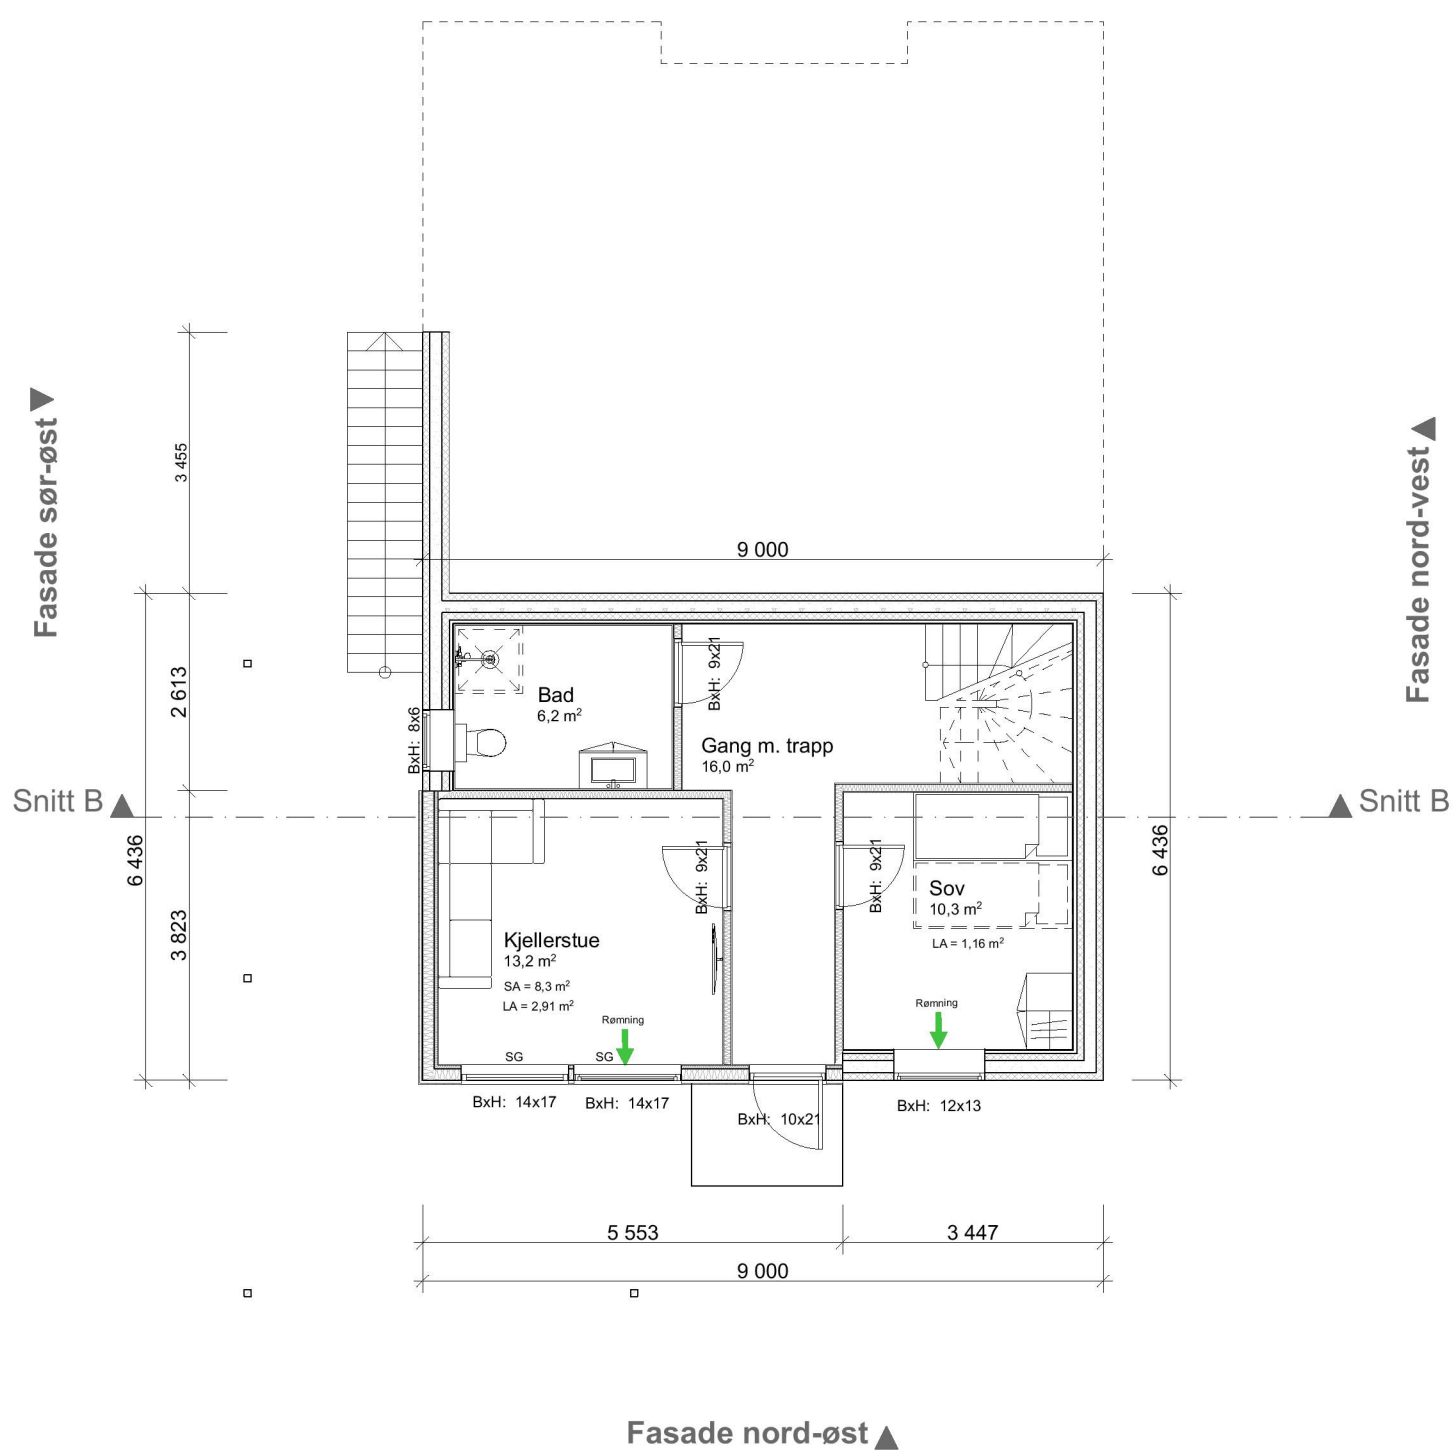 9 000
3 455
Fasade sør-øst
Fasade nord-vest
2 613
BxH: 9x21
Bad
6,2 m²
BxH: 8x6
Gang m. trapp
16,0 m²
Snitt B
Snitt B
6 436
3 823
6 436
BxH: 9x21
BxH: 9x21
Sov
10,3 m²
LA = 1,16 m²
Kjellerstue
13,2 m²
SA = 8,3 m²
LA = 2,91 m²
Rømning
Rømning
SG
SG
BxH: 14x17
BxH: 14x17
BxH: 10x21
BxH: 12x13
5 553
3 447
9 000
Fasade nord-øst